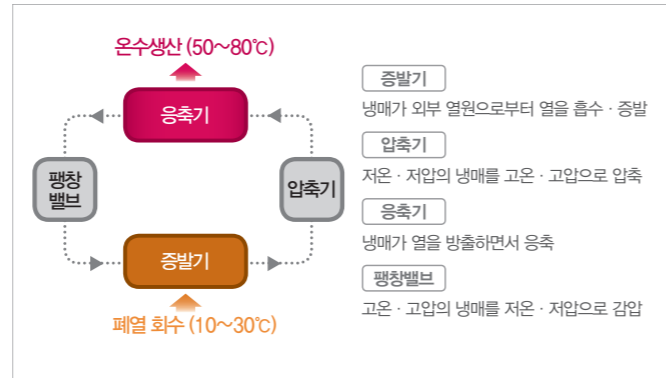 온수생산 (50~80℃)
응축기
팽창
밸브
압축기
증발기
폐열 회수 (10~30℃)
증발기
냉매가 외부 열원으로부터 열을 흡수 · 증발
압축기
저온 · 저압의 냉매를 고온 · 고압으로 압축
응축기
냉매가 열을 방출하면서 응축
팽창밸브
고온 · 고압의 냉매를 저온 · 저압으로 감압